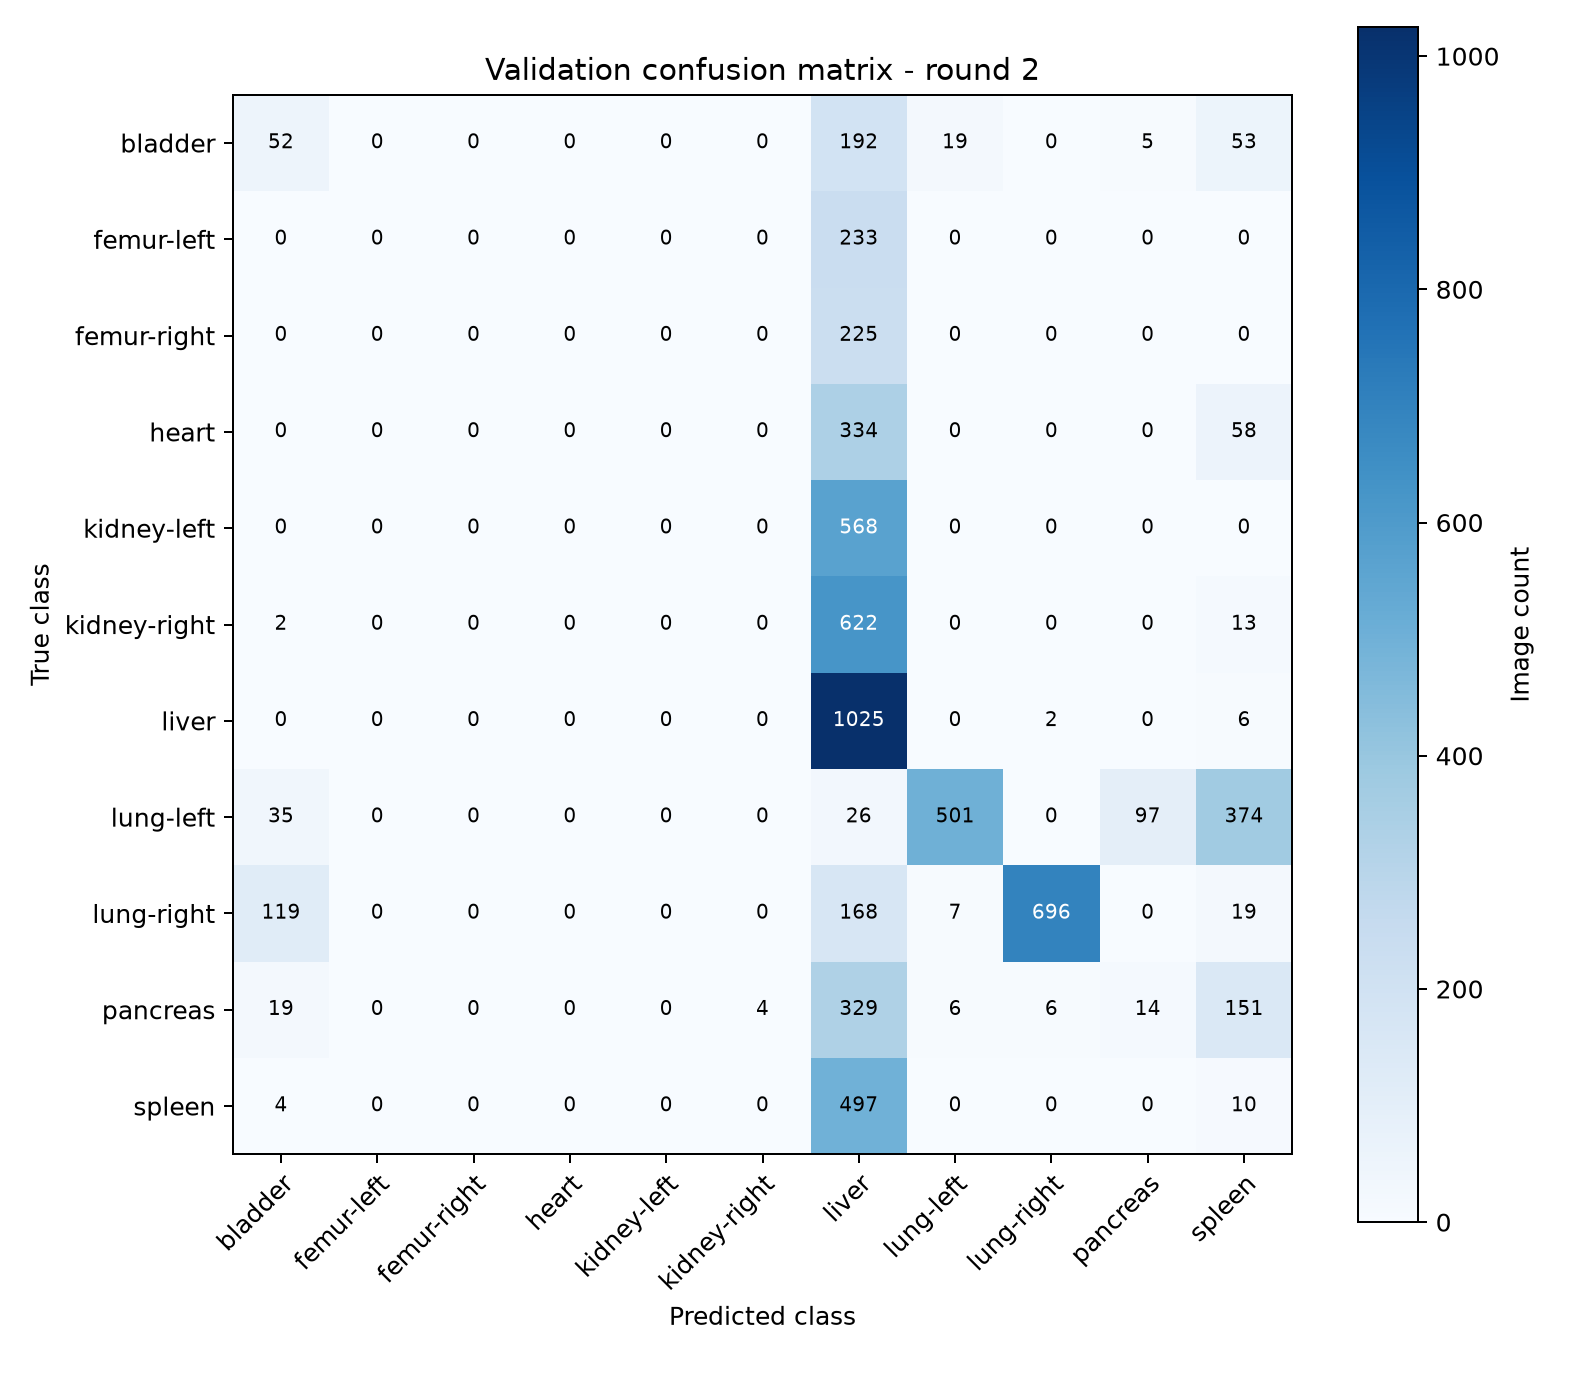 Validation confusion matrix - round 2
True class
bladder 52 0 0 0 0 0 192 19 0 5 53
femur-left 0 0 0 0 0 0 233 0 0 0 0
femur-right 0 0 0 0 0 0 225 0 0 0 0
heart 0 0 0 0 0 0 334 0 0 0 58
kidney-left 0 0 0 0 0 0 568 0 0 0 0
kidney-right 2 0 0 0 0 0 622 0 0 0 13
liver 0 0 0 0 0 0 1025 0 2 0 6
lung-left 35 0 0 0 0 0 26 501 0 97 374
lung-right 119 0 0 0 0 0 168 7 696 0 19
pancreas 19 0 0 0 0 4 329 6 6 14 151
spleen 4 0 0 0 0 0 497 0 0 0 10
bladder femur-left femur-right heart kidney-left kidney-right liver lung-left lung-right pancreas spleen
Predicted class
1000
800
600
400
200
0
Image count